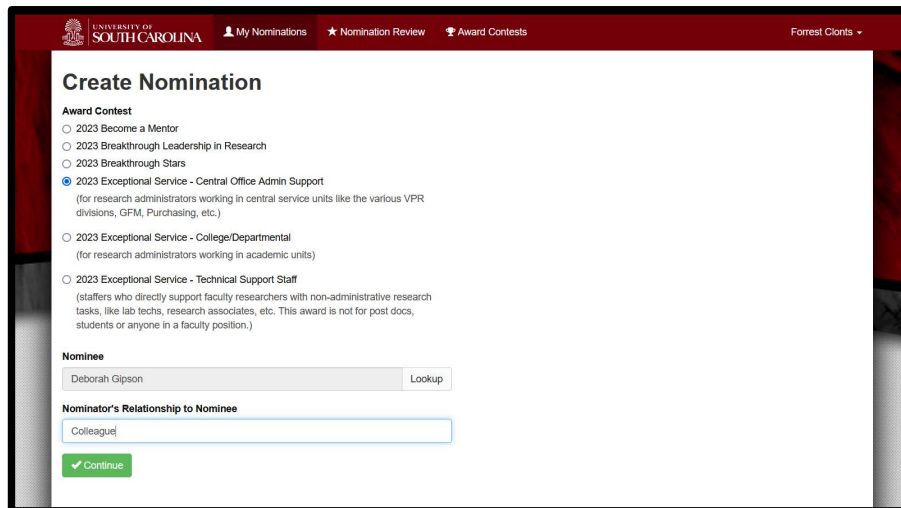 UNIVERSITY OF
SOUTH CAROLINA
My Nominations
Nomination Review
Award Contests
Forrest Clonts
Create Nomination
Award Contest
2023 Become a Mentor
2023 Breakthrough Leadership in Research
2023 Breakthrough Stars
2023 Exceptional Service - Central Office Admin Support
(for research administrators working in central service units like the various VPR
divisions, GFM, Purchasing, etc.)
2023 Exceptional Service - College/Departmental
(for research administrators working in academic units)
2023 Exceptional Service - Technical Support Staff
(staffers who directly support faculty researchers with non-administrative research
tasks, like lab techs, research associates, etc. This award is not for post docs,
students or anyone in a faculty position.)
Nominee
Deborah Gipson
Lookup
Nominator's Relationship to Nominee
Colleague
Continue